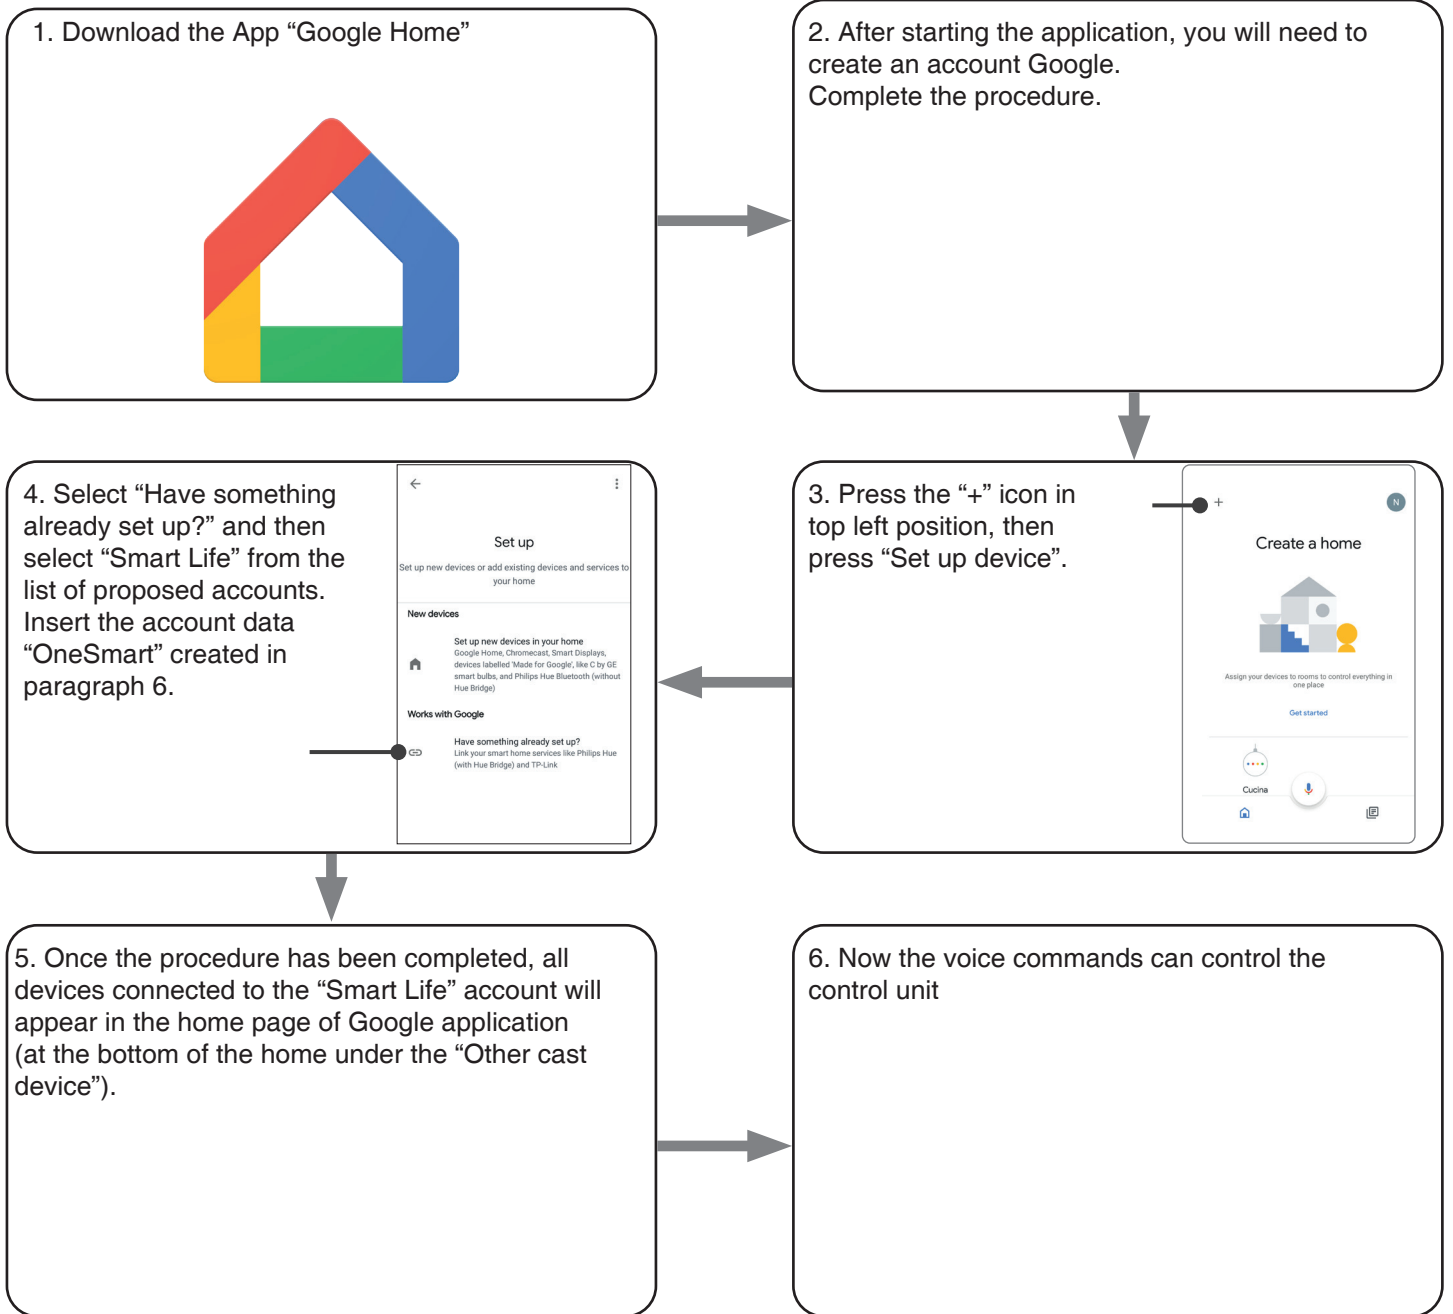 1. Download the App “Google Home”
2. After starting the application, you will need to
create an account Google.
Complete the procedure.
3. Press the “+” icon in
top left position, then
press “Set up device”.
+
N
Create a home
Assign your devices to rooms to control everything in
one place
Get started
Cucina
4. Select “Have something
already set up?” and then
select “Smart Life” from the
list of proposed accounts.
Insert the account data
“OneSmart” created in
paragraph 6.
Set up
Set up new devices or add existing devices and services to
your home
New devices
Set up new devices in your home
Google Home, Chromecast, Smart Displays,
devices labelled 'Made for Google', like C by GE
smart bulbs, and Philips Hue Bluetooth (without
Hue Bridge)
Works with Google
Have something already set up?
Link your smart home services like Philips Hue
(with Hue Bridge) and TP-Link
5. Once the procedure has been completed, all
devices connected to the “Smart Life” account will
appear in the home page of Google application
(at the bottom of the home under the “Other cast
device”).
6. Now the voice commands can control the
control unit